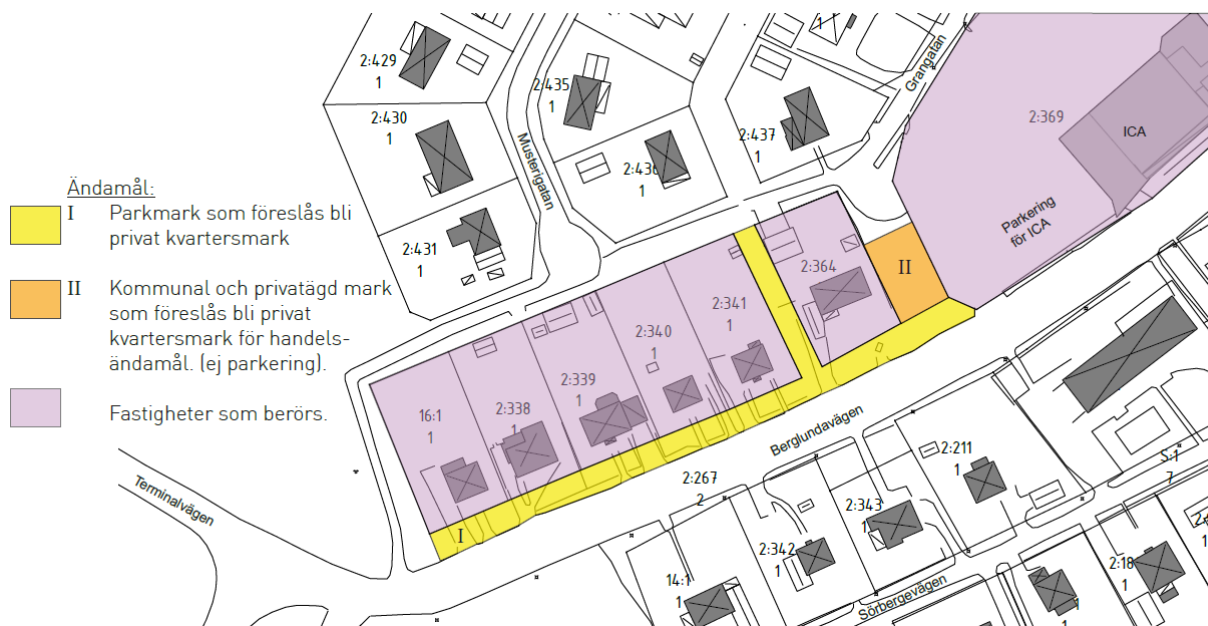 Ändamål:
I Parkmark som föreslås bli
privat kvartersmark
II Kommunal och privatägd mark
som föreslås bli privat
kvartersmark för handels-
ändamål. (ej parkering).
Fastigheter som berörs.
1
2:429
1
2:435
1
2:430
1
2:437
1
2:431
1
1
Musterigatan
Grangatan
2:369
ICA
Parkering
för ICA
2:364
II
2:341
1
2:340
1
2:339
1
2:338
1
16:1
1
I
Terminalvägen
Berglundavägen
2:267
2
2:211
1
S:1
7
2:343
1
2:342
1
14:1
1
2:18
1
1
1
Sörbergevägen